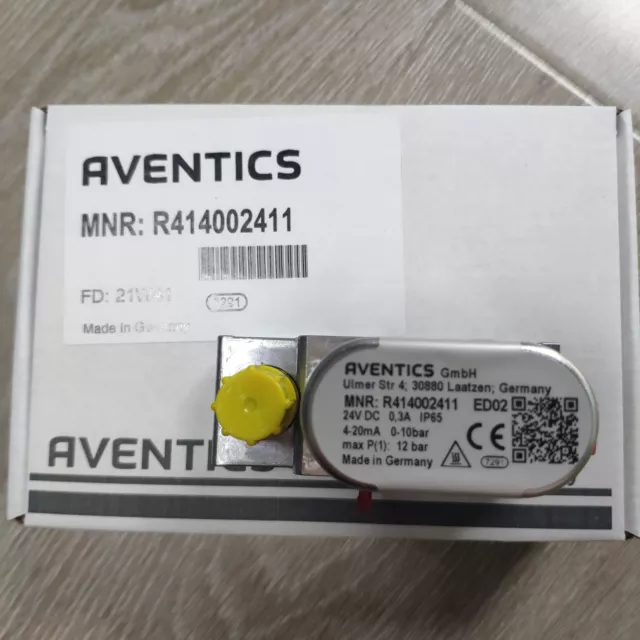 AVENTICS
MNR: R414002411
FD:
7291
Made in Germany
AVENTICS GmbH
Ulmer Str 4; 30880 Laatzen; Germany
MNR: R414002411 ED02
24V DC 0,3A IP65
4-20mA 0-10bar
max P(1): 12 bar
Made in Germany
7291
CE
AVENTICS